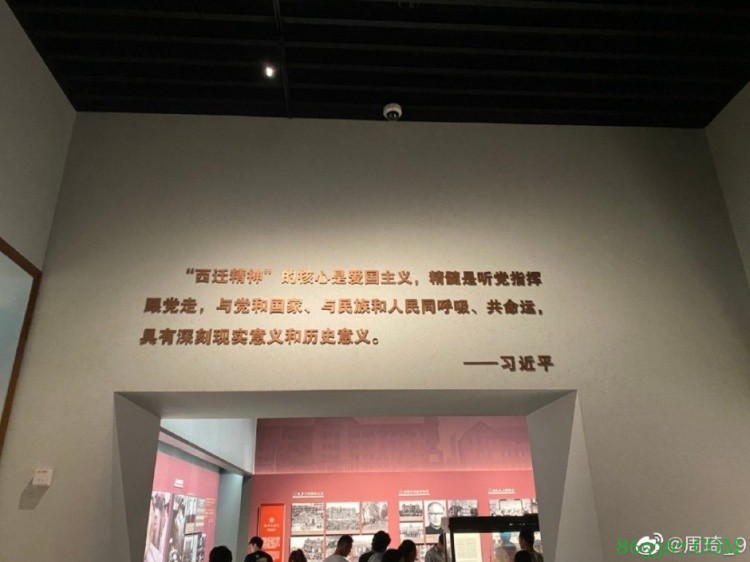 “西迁精神”的核心是爱国主义，精髓是听党指挥
跟党走，与党和国家、与民族和人民同呼吸、共命运，
具有深刻现实意义和历史意义。
——习近平
@周琦_9